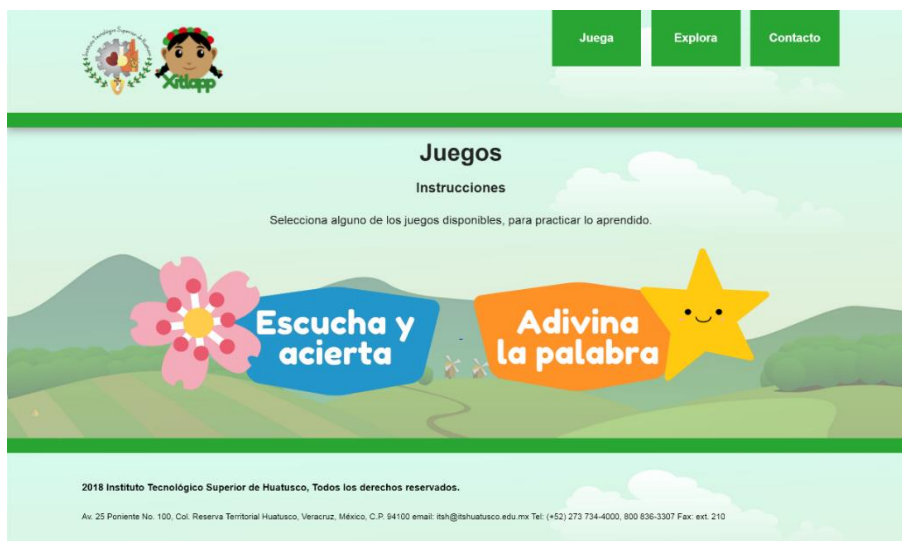 Xitlapp
Juega
Explora
Contacto
Juegos
Instrucciones
Selecciona alguno de los juegos disponibles, para practicar lo aprendido.
Escucha y
acierta
Adivina
la palabra
2018 Instituto Tecnológico Superior de Huatusco, Todos los derechos reservados.
Av. 25 Poniente No. 100, Col. Reserva Territorial Huatusco, Veracruz, México, C.P. 94100 email: itsh@itshuatusco.edu.mx Tel: (+52) 273 734-4000, 800 836-3307 Fax: ext. 210